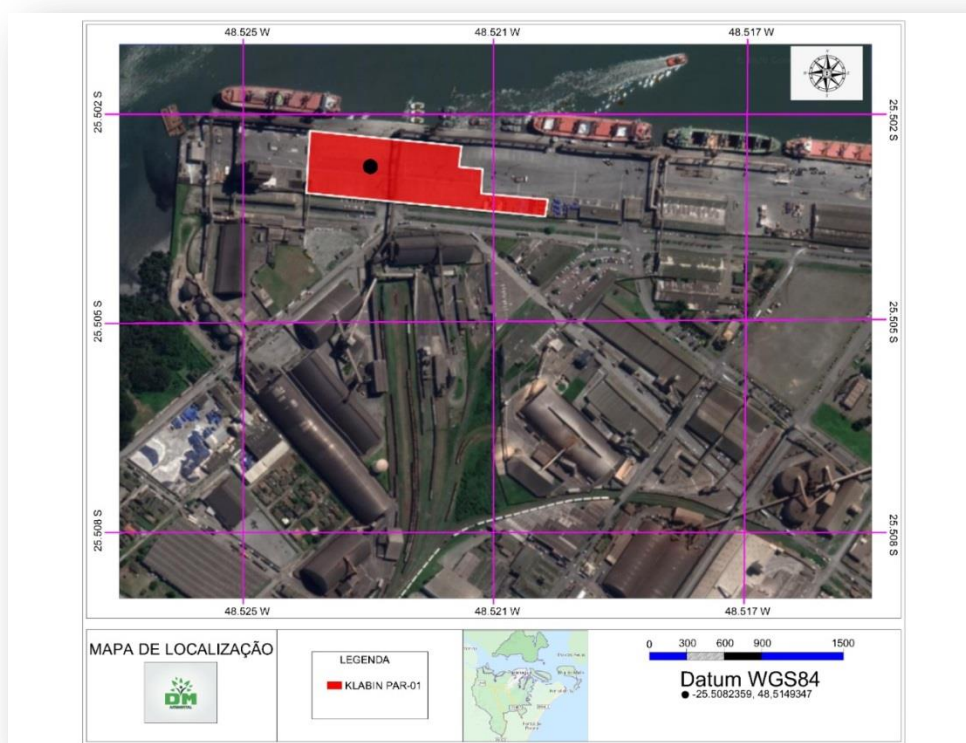 48.525 W
48.521 W
48.517 W
25.502 S
25.502 S
25.505 S
25.505 S
25.508 S
25.508 S
48.525 W
48.521 W
48.517 W
MAPA DE LOCALIZAÇÃO
DM
AMBIENTAL
LEGENDA
KLABIN PAR-01
0 300 600 900 1500
Datum WGS84
-25.5082359, 48,5149347